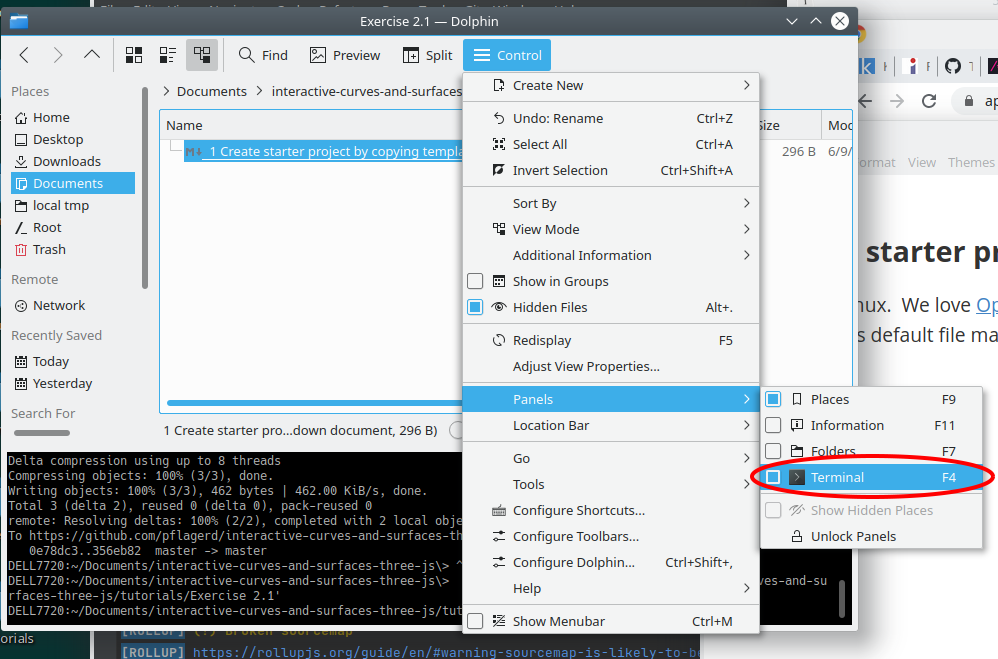 Exercise 2.1 — Dolphin
Find
Preview
Split
Control
Places
Home
Desktop
Downloads
Documents
local tmp
Root
Trash
Remote
Network
Recently Saved
Today
Yesterday
Search For
Documents
interactive-curves-and-surfaces
Name
Size
Mod
1 Create starter project by copying templa
296 B
6/9/
1 Create starter pro...down document, 296 B)
Create New
Undo: Rename Ctrl+Z
Select All Ctrl+A
Invert Selection Ctrl+Shift+A
Sort By
View Mode
Additional Information
Show in Groups
Hidden Files Alt+.
Redisplay F5
Adjust View Properties...
Panels
Location Bar
Go
Tools
Configure Shortcuts...
Configure Toolbars...
Configure Dolphin... Ctrl+Shift+,
Help
Show Menubar Ctrl+M
Places F9
Information F11
Folders F7
Terminal F4
Show Hidden Places
Unlock Panels
Delta compression using up to 8 threads
Compressing objects: 100% (3/3), done.
Writing objects: 100% (3/3), 462 bytes | 462.00 KiB/s, done.
Total 3 (delta 2), reused 0 (delta 0), pack-reused 0
remote: Resolving deltas: 100% (2/2), completed with 2 local obje
To https://github.com/pflagerd/interactive-curves-and-surfaces-th
0e78dc3..356eb82 master -> master
DELL7720:~/Documents/interactive-curves-and-surfaces-three-js\> ^
DELL7720:~/Documents/interactive-curves-and-surfaces-three-js\> ves-and-su
rfaces-three-js/tutorials/Exercise 2.1'
DELL7720:~/Documents/interactive-curves-and-surfaces-three-js/tut
orials
[ROLLUP] (!) Broken sourcemap
[ROLLUP] https://rollupjs.org/guide/en/#warning-sourcemap-is-likely-to-be
ormat View Themes
starter pr
nux. We love Op
s default file ma